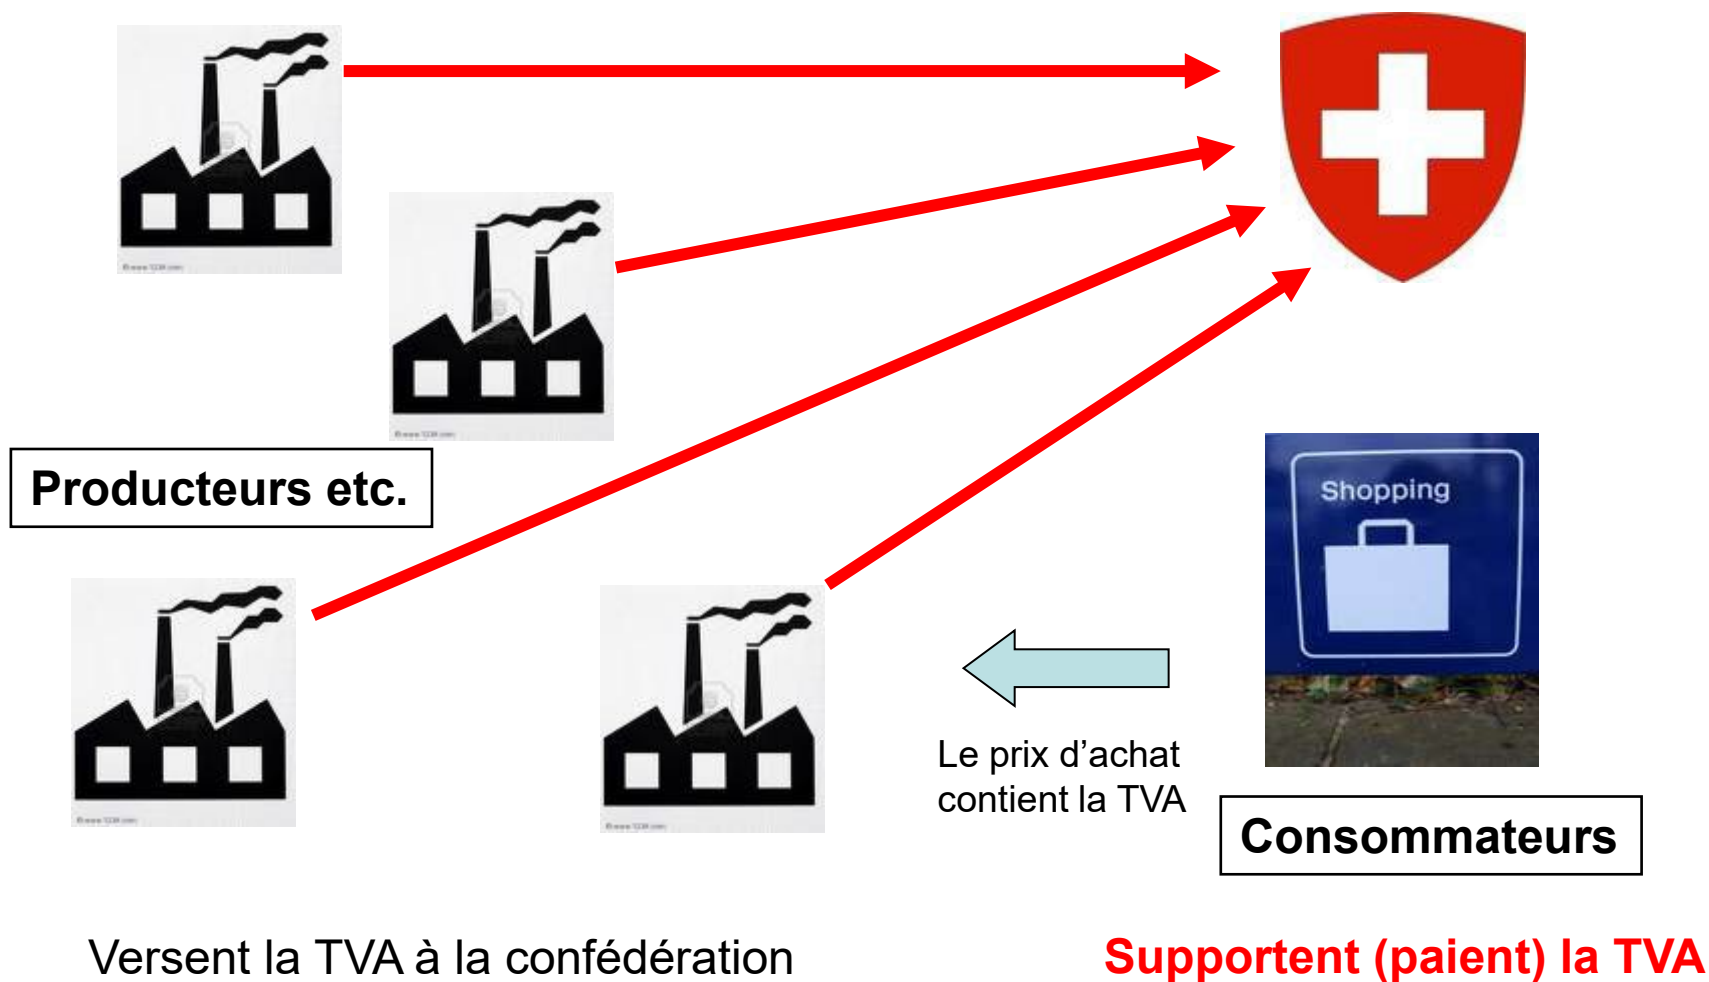 Producteurs etc.
Shopping
Le prix d’achat
contient la TVA
Consommateurs
Versent la TVA à la confédération
Supportent (paient) la TVA